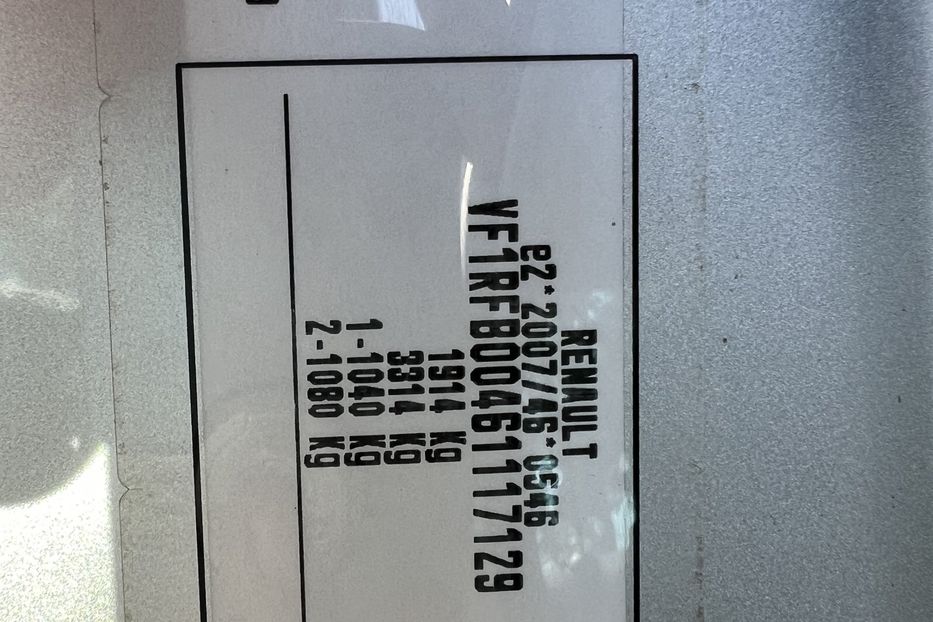 RENAULT
e2*2007//46*0546
VF1RFB00461117129
1914 Kg
3314 Kg
1-1040 Kg
2-1080 Kg